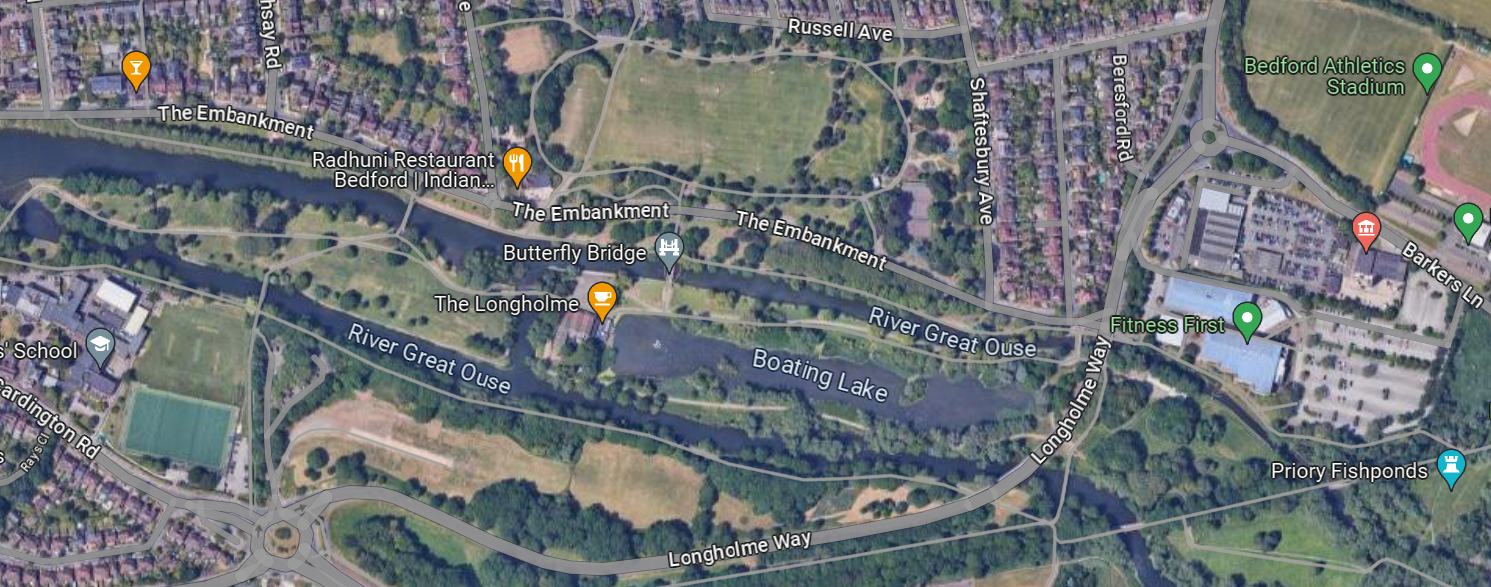 Russell Ave
Bedford Athletics
Stadium
Beresford Rd
Shaftesbury Ave
The Embankment
Radhuni Restaurant
Bedford | Indian...
The Embankment
The Embankment
Butterfly Bridge
Barkers Ln
The Longholme
River Great Ouse
Fitness First
s' School
River Great Ouse
Boating Lake
Longholme Way
ardington Rd
Rays Cl
Priory Fishponds
Longholme Way